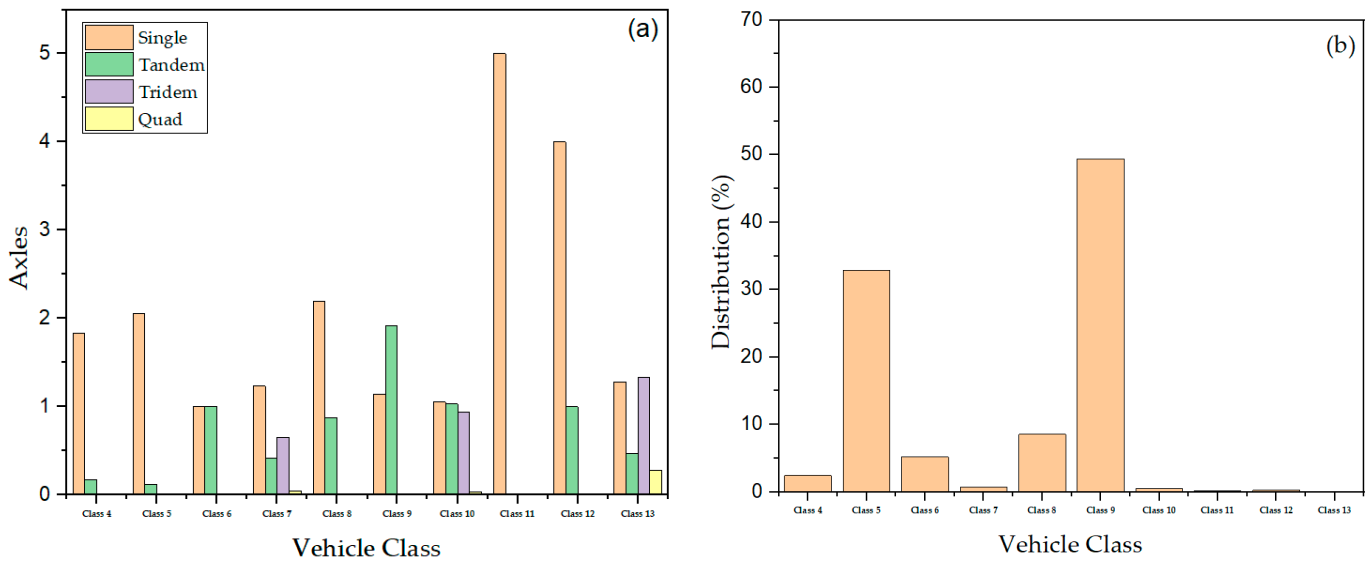 (a)
Single
Tandem
Tridem
Quad
5
4
3
2
1
0
Axles
Class 4 Class 5 Class 6 Class 7 Class 8 Class 9 Class 10 Class 11 Class 12 Class 13
Vehicle Class
(b)
70
60
50
40
30
20
10
0
Distribution (%)
Class 4 Class 5 Class 6 Class 7 Class 8 Class 9 Class 10 Class 11 Class 12 Class 13
Vehicle Class